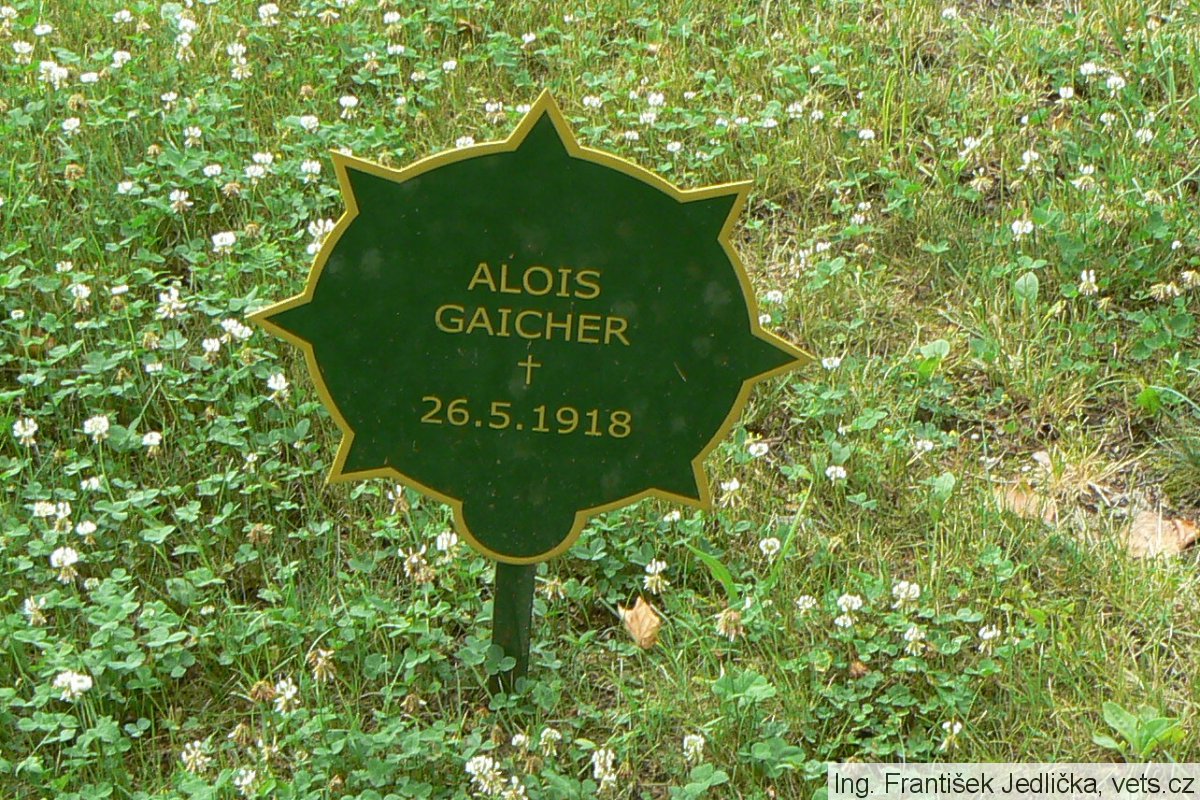 ALOIS
GAICHER
†
26.5.1918
Ing. František Jedlička, vets.cz